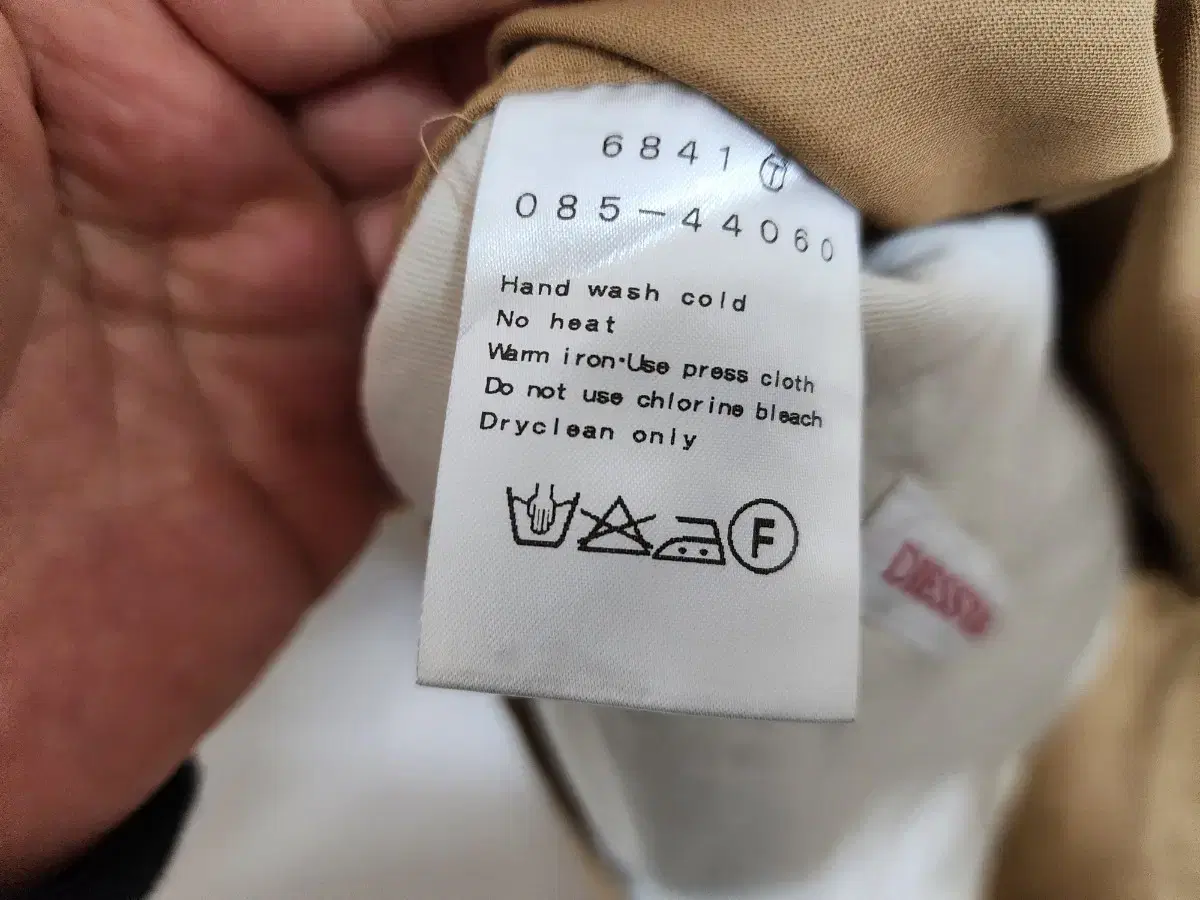 6841 Ⓣ
085-44060
Hand wash cold
No heat
Warm iron·Use press cloth
Do not use chlorine bleach
Dryclean only
F